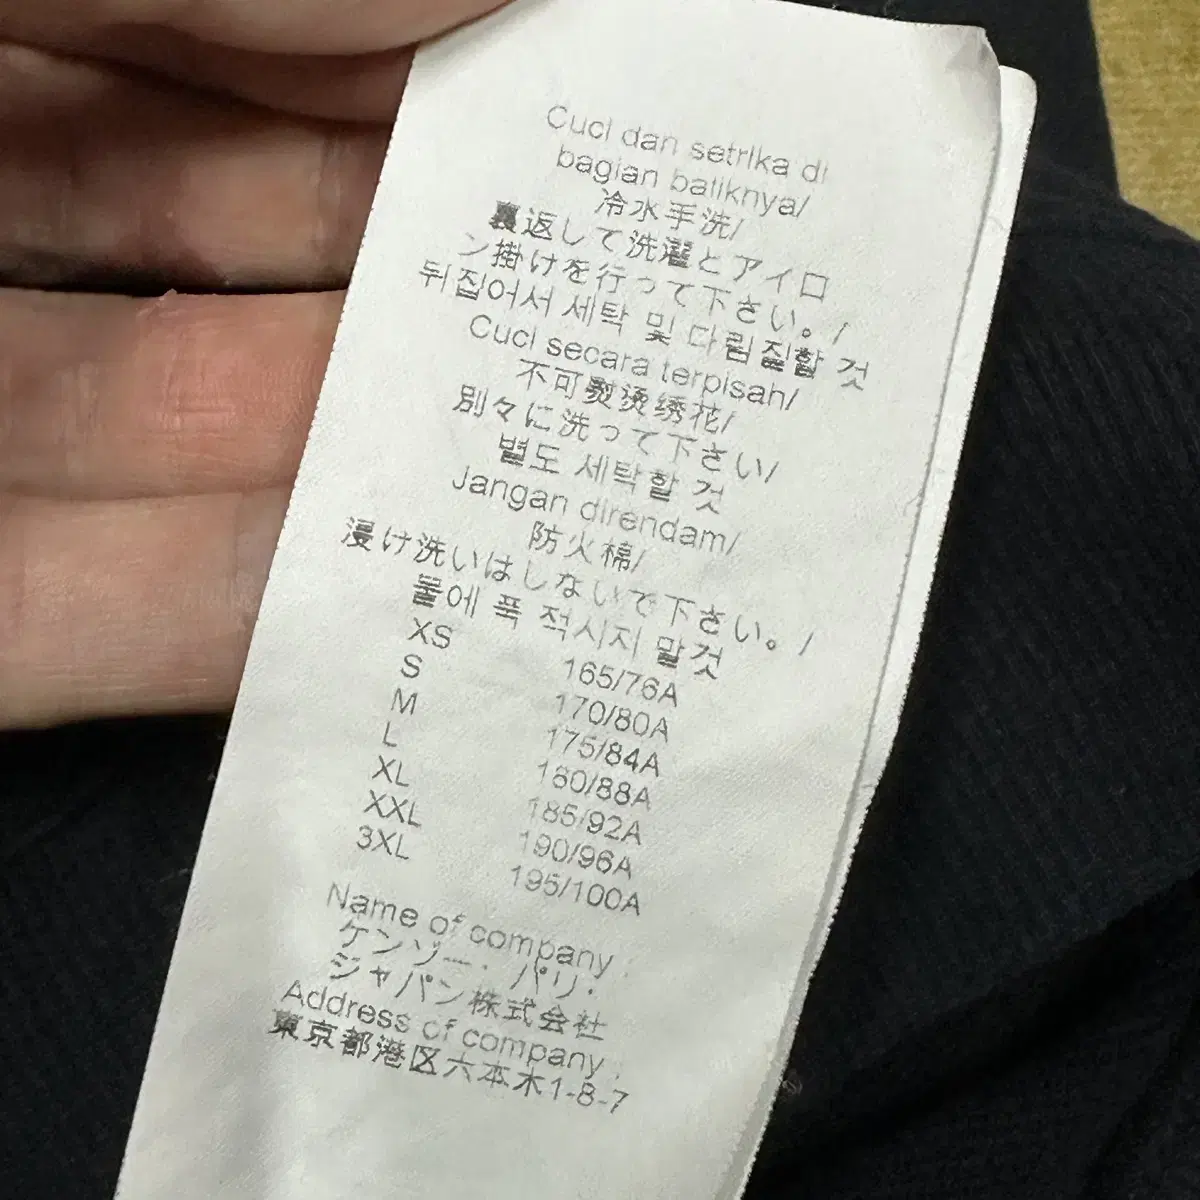 Cuci dan setrika di
bagian baliknya/
冷水手洗/
裏返して洗濯とアイロ
ン掛けを行って下さい。/
뒤집어서 세탁 및 다림질할 것
Cuci secara terpisah/
不可熨烫绣花/
別々に洗って下さい/
별도 세탁할 것
Jangan direndam/
防火棉/
浸け洗いはしないで下さい。/
물에 푹 적시지 말것
XS 165/76A
S 170/80A
M 175/84A
L 180/88A
XL 185/92A
XXL 190/96A
3XL 195/100A
Name of company :
ケンゾー・パリ・
ジャパン株式会社
Address of company :
東京都港区六本木1-8-7